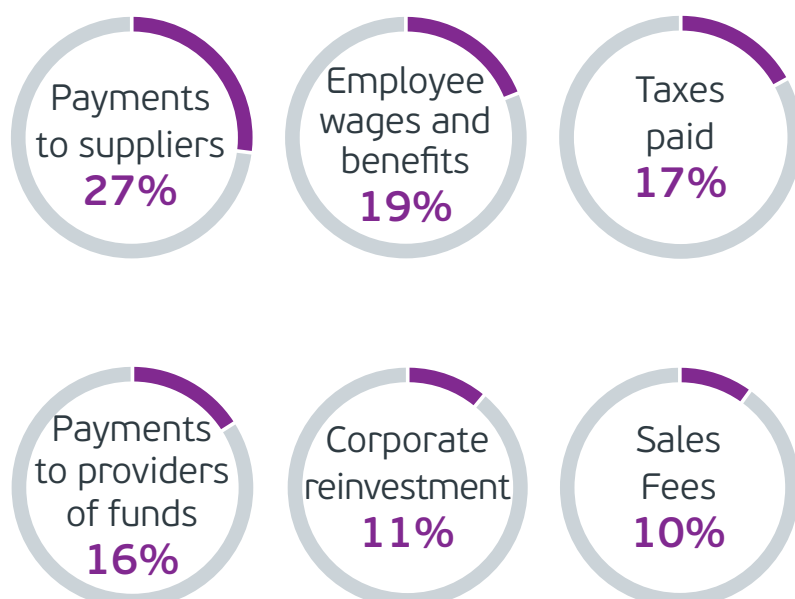 Payments
to suppliers
27%
Employee
wages and
benefits
19%
Taxes
paid
17%
Payments
to providers
of funds
16%
Corporate
reinvestment
11%
Sales
Fees
10%